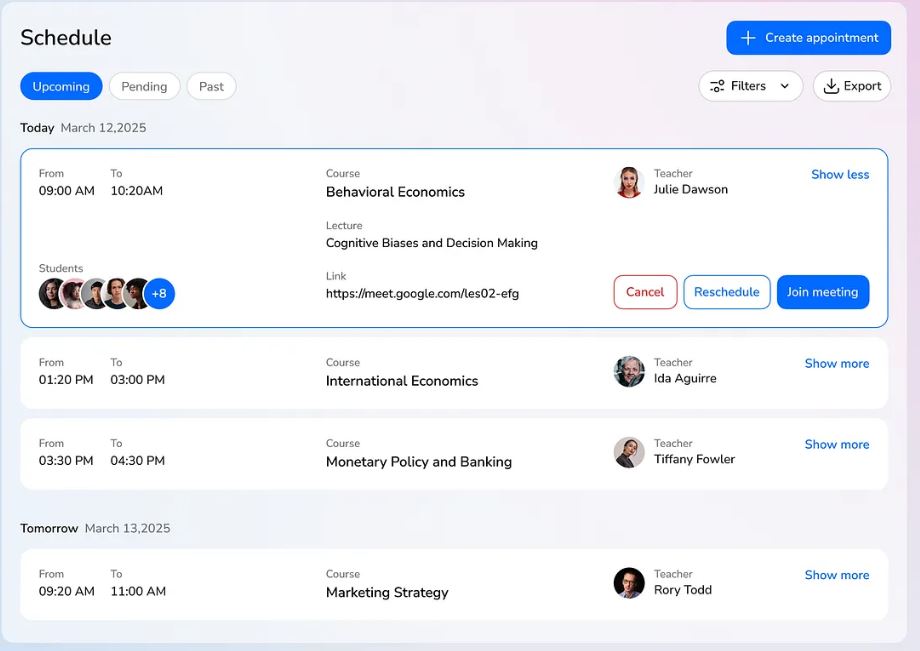 Schedule
Create appointment
Upcoming Pending Past
Filters Export
Today March 12,2025
From To Course Teacher Show less
09:00 AM 10:20AM Behavioral Economics Julie Dawson
Lecture
Cognitive Biases and Decision Making
Students Link
+8 https://meet.google.com/les02-efg Cancel Reschedule Join meeting
From To Course Teacher Show more
01:20 PM 03:00 PM International Economics Ida Aguirre
From To Course Teacher Show more
03:30 PM 04:30 PM Monetary Policy and Banking Tiffany Fowler
Tomorrow March 13,2025
From To Course Teacher Show more
09:20 AM 11:00 AM Marketing Strategy Rory Todd